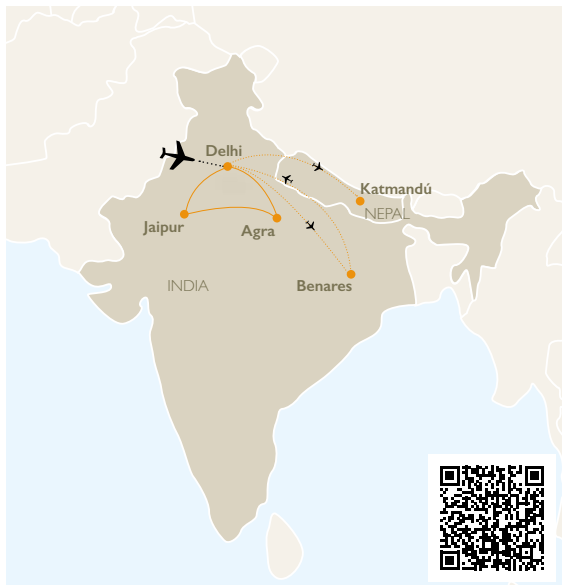 Delhi
Katmandú
NEPAL
Jaipur
Agra
INDIA
Benares